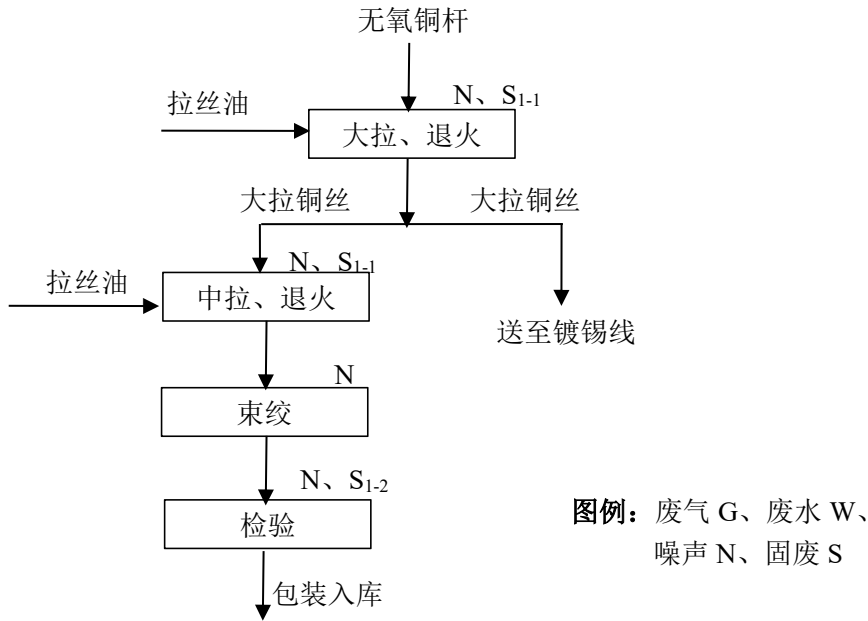 无氧铜杆
N、S1-1
拉丝油
大拉、退火
大拉铜丝
大拉铜丝
N、S1-1
拉丝油
中拉、退火
送至镀锡线
N
束绞
N、S1-2
检验
图例：废气 G、废水 W、
噪声 N、固废 S
包装入库